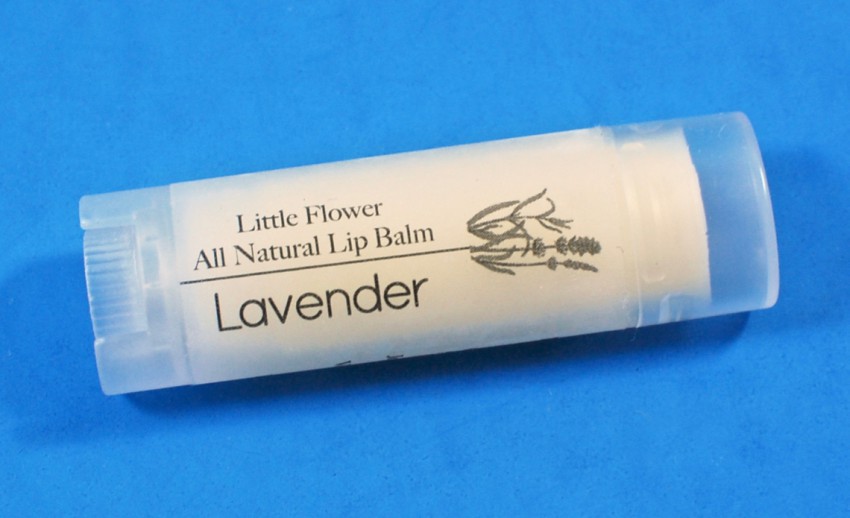 Little Flower
All Natural Lip Balm
Lavender